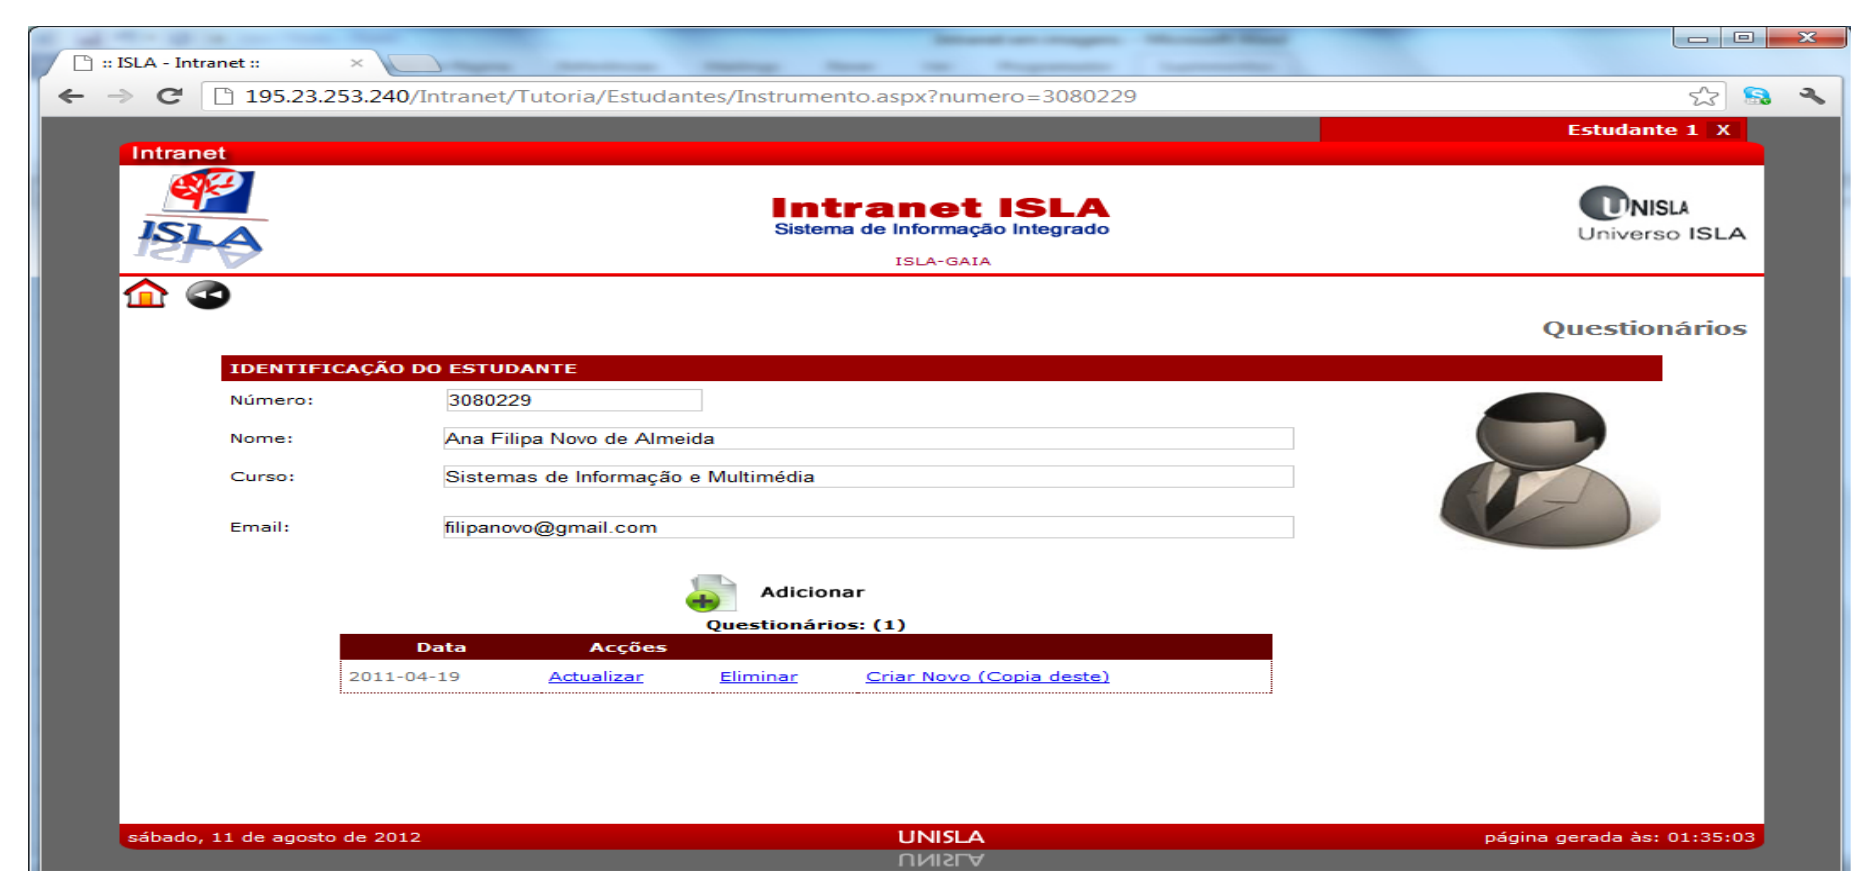 :: ISLA - Intranet ::
195.23.253.240/Intranet/Tutoria/Estudantes/Instrumento.aspx?numero=3080229
Estudante 1 X
Intranet
ISLA
Intranet ISLA
Sistema de Informação Integrado
ISLA-GAIA
UNISLA
Universo ISLA
Questionários
IDENTIFICAÇÃO DO ESTUDANTE
Número: 3080229
Nome: Ana Filipa Novo de Almeida
Curso: Sistemas de Informação e Multimédia
Email: filipanovo@gmail.com
Adicionar
Questionários: (1)
Data Acções
2011-04-19 Actualizar Eliminar Criar Novo (Copia deste)
sábado, 11 de agosto de 2012 UNISLA página gerada às: 01:35:03